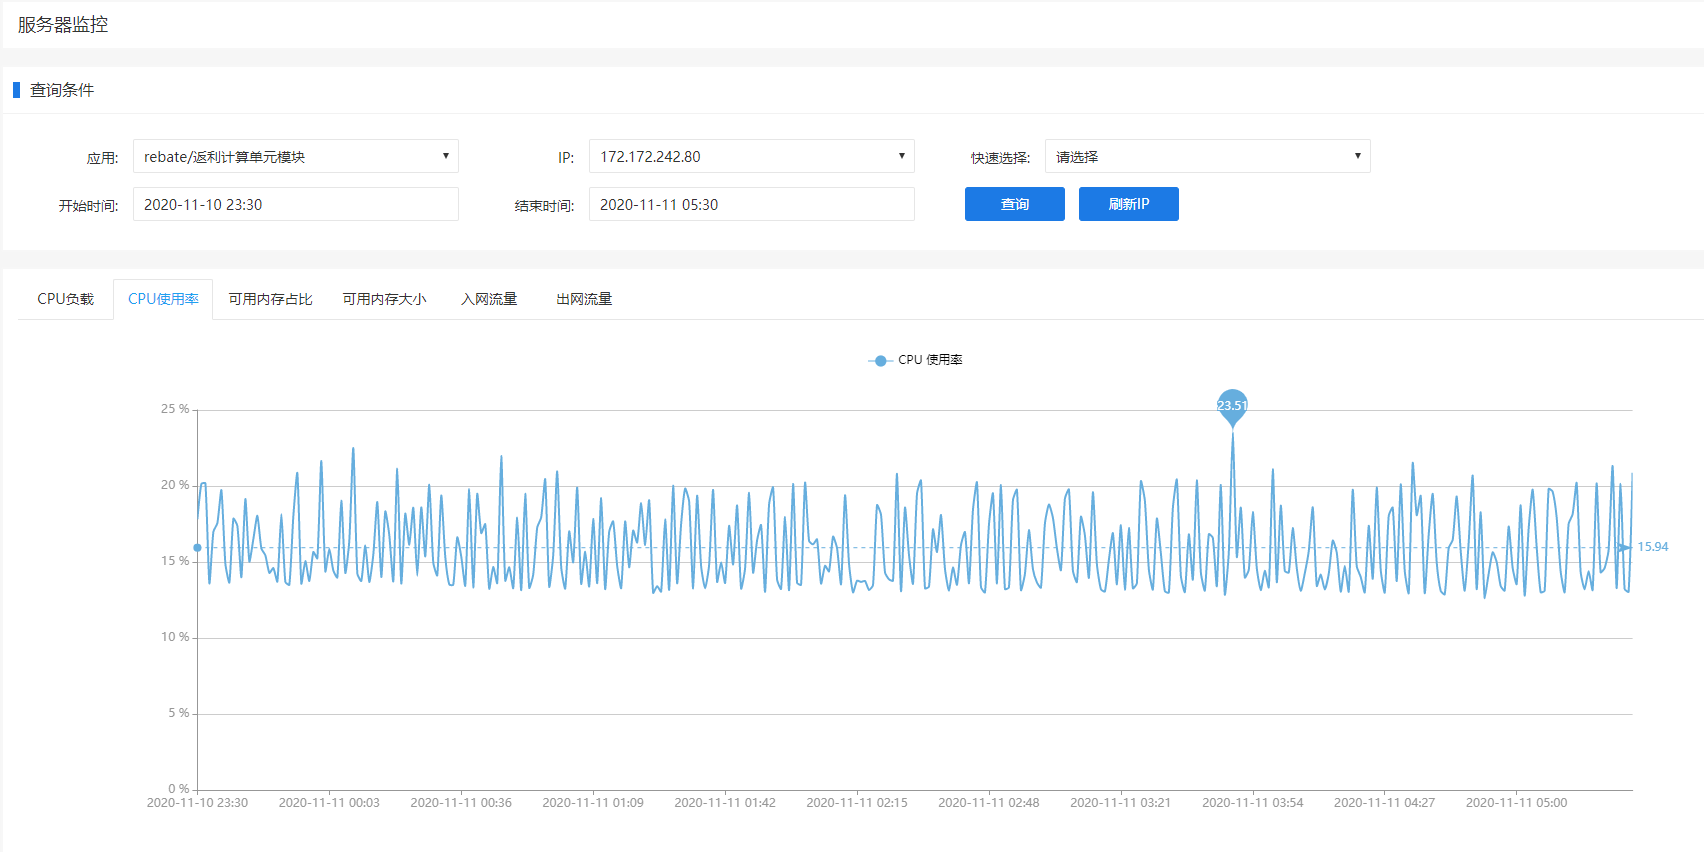 服务器监控
查询条件
应用: rebate/返利计算单元模块 IP: 172.172.242.80 快速选择: 请选择
开始时间: 2020-11-10 23:30 结束时间: 2020-11-11 05:30 查询 刷新IP
CPU负载 CPU使用率 可用内存占比 可用内存大小 入网流量 出网流量
CPU 使用率
23.51
25 %
20 %
15.94
15 %
10 %
5 %
0 %
2020-11-10 23:30 2020-11-11 00:03 2020-11-11 00:36 2020-11-11 01:09 2020-11-11 01:42 2020-11-11 02:15 2020-11-11 02:48 2020-11-11 03:21 2020-11-11 03:54 2020-11-11 04:27 2020-11-11 05:00